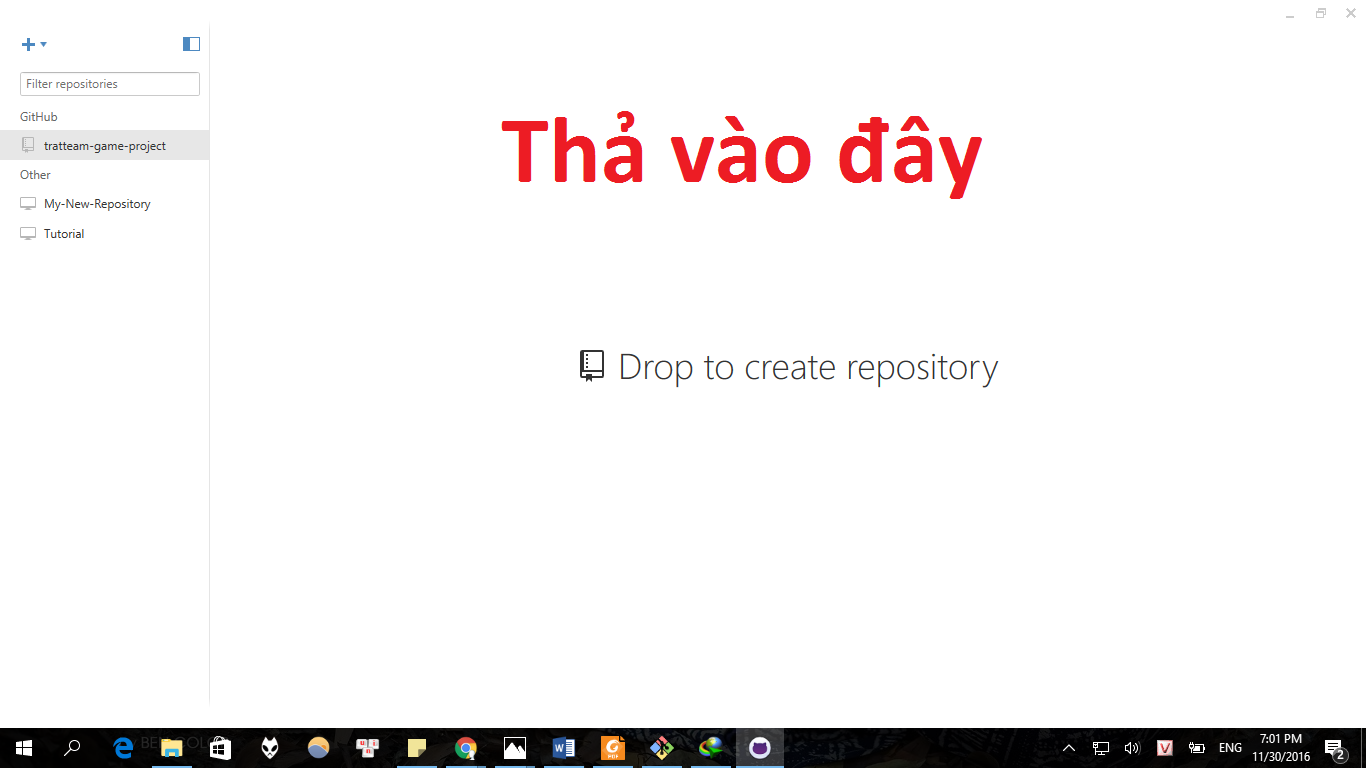 Filter repositories
GitHub
tratteam-game-project
Other
My-New-Repository
Tutorial
Thả vào đây
Drop to create repository
ENG
7:01 PM
11/30/2016
2